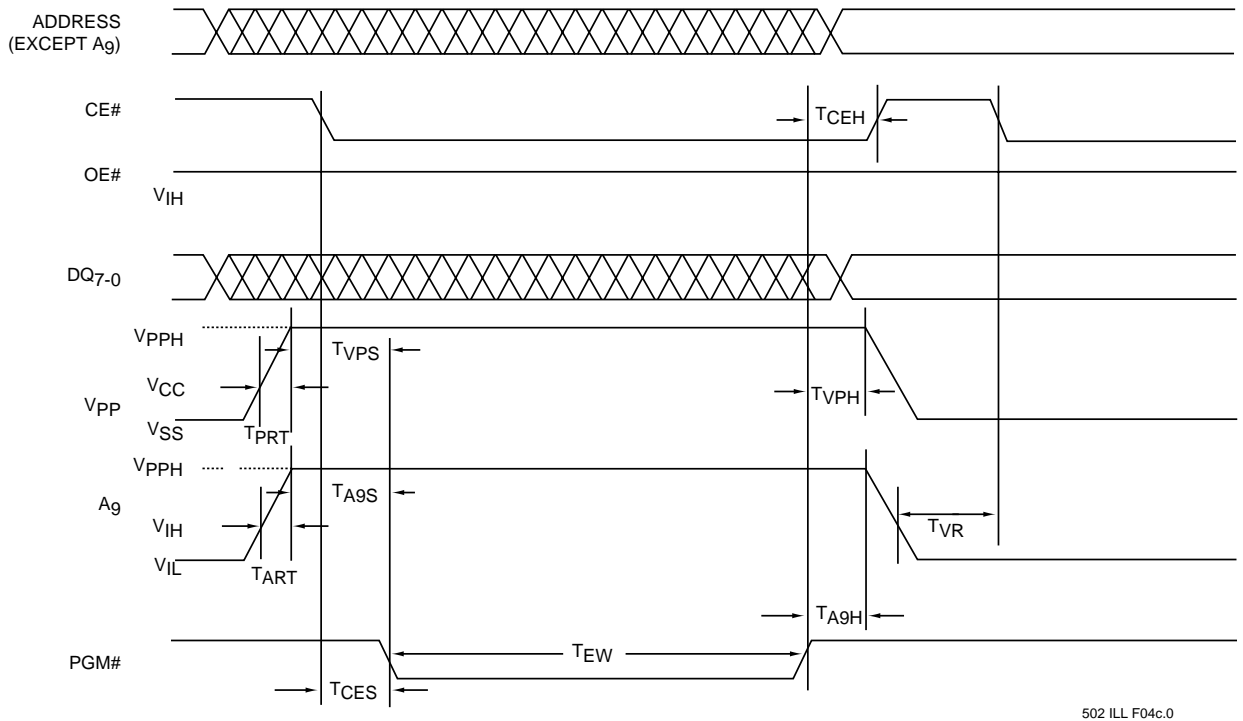 ADDRESS
(EXCEPT A9)
CE#
TCEH
OE#
VIH
DQ7-0
VPPH
TVPS
VCC
TVPH
VPP
VSS
TPRT
VPPH
TA9S
A9
VIH
TVR
VIL
TART
TA9H
TEW
PGM#
TCES
502 ILL F04c.0